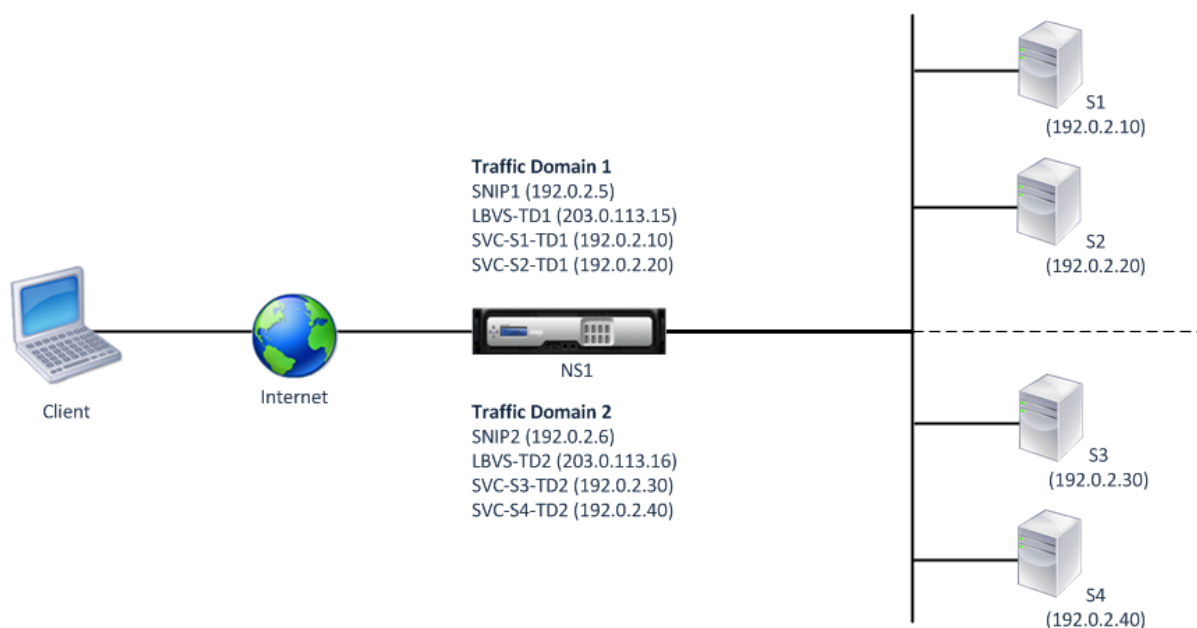 S1
(192.0.2.10)
Traffic Domain 1
SNIP1 (192.0.2.5)
LBVS-TD1 (203.0.113.15)
SVC-S1-TD1 (192.0.2.10)
SVC-S2-TD1 (192.0.2.20)
S2
(192.0.2.20)
Client
Internet
NS1
Traffic Domain 2
SNIP2 (192.0.2.6)
LBVS-TD2 (203.0.113.16)
SVC-S3-TD2 (192.0.2.30)
SVC-S4-TD2 (192.0.2.40)
S3
(192.0.2.30)
S4
(192.0.2.40)